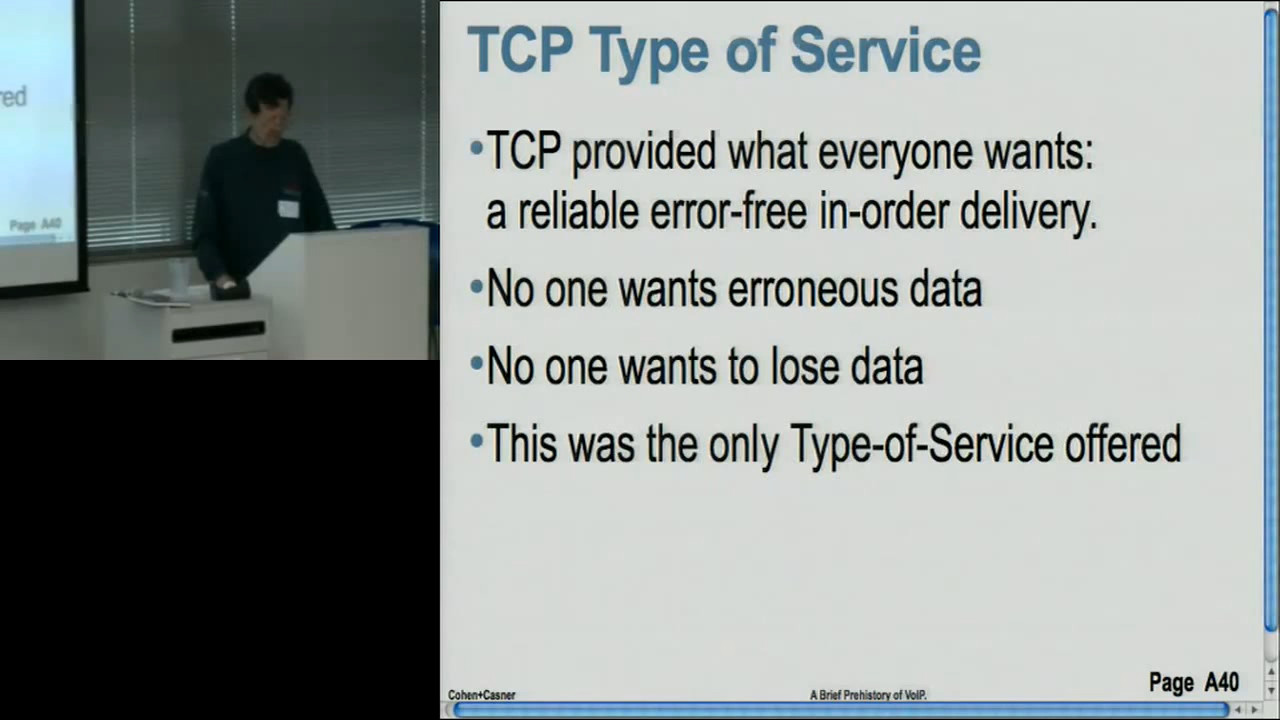 red
Page A40
TCP Type of Service
•TCP provided what everyone wants:
a reliable error-free in-order delivery.
•No one wants erroneous data
•No one wants to lose data
•This was the only Type-of-Service offered
Page A40
Cohen+Casner
A Brief Prehistory of VoIP.